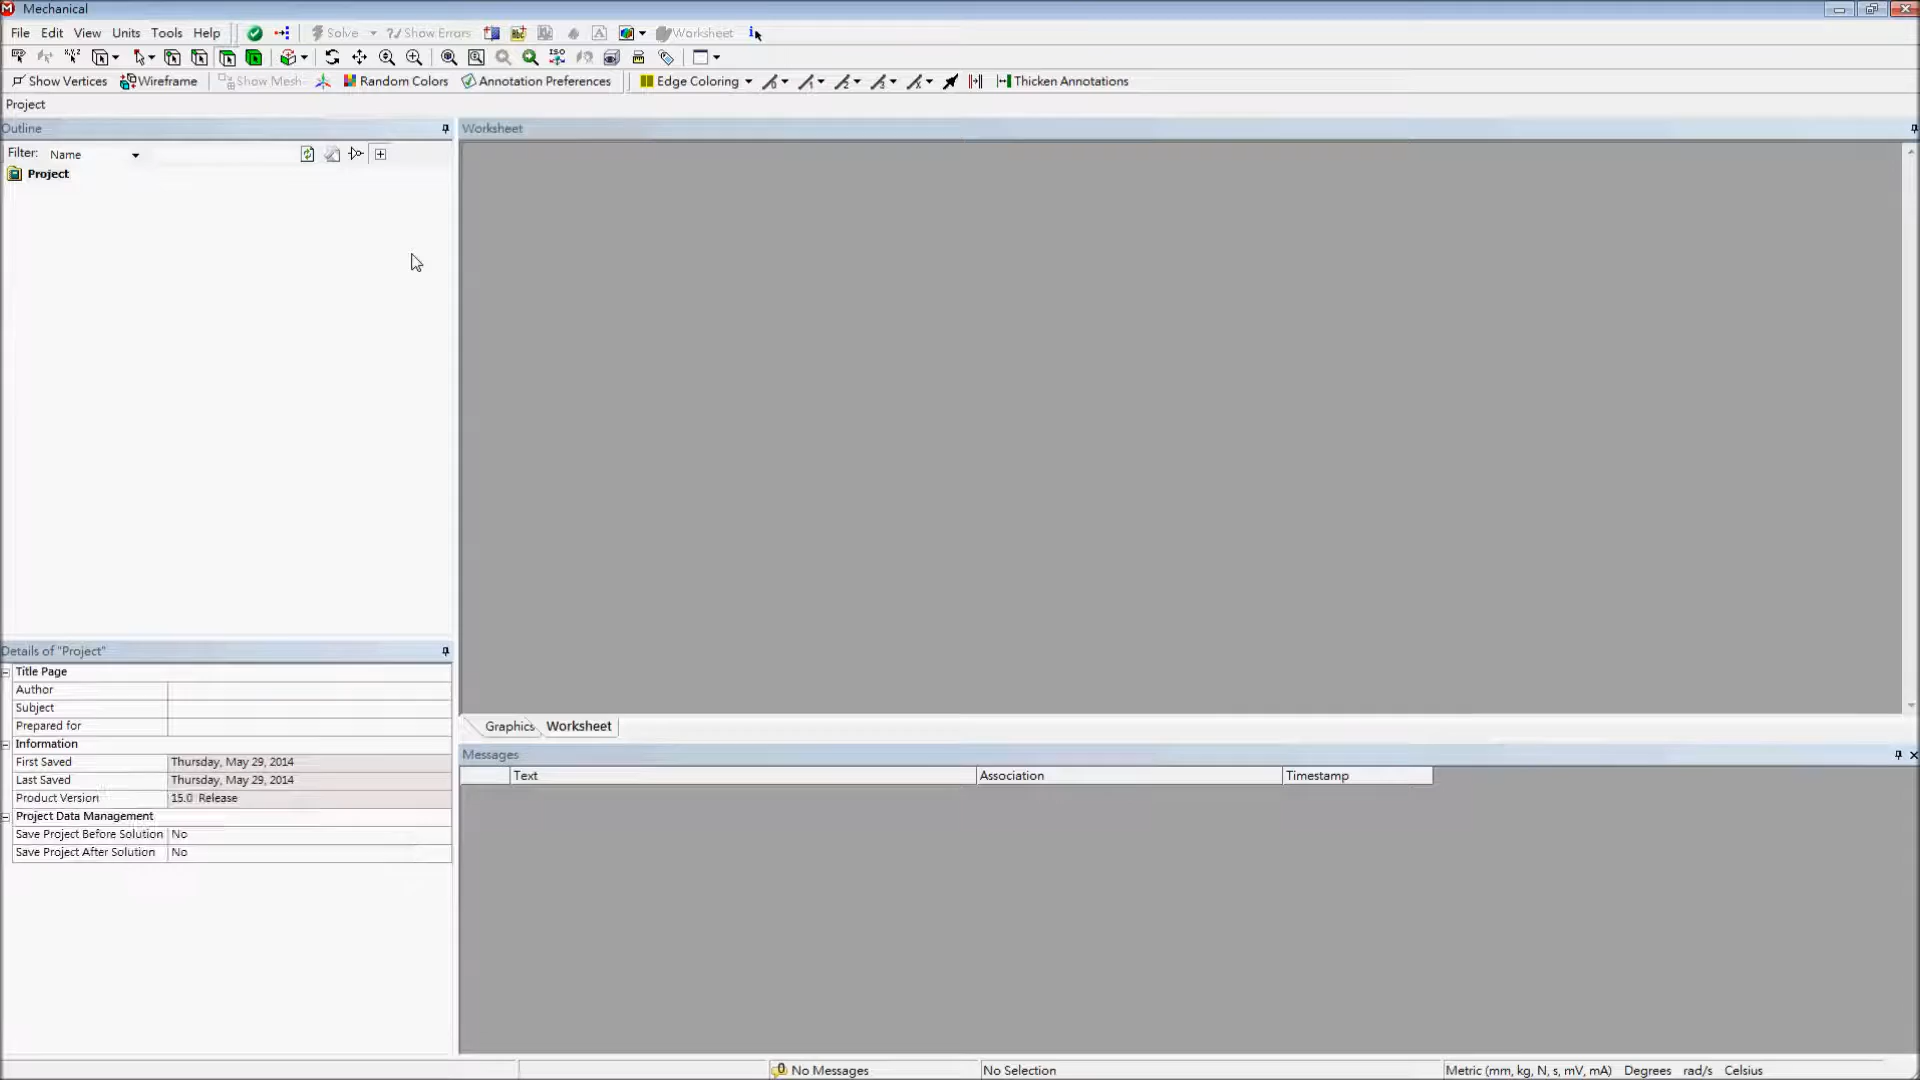 Mechanical
File Edit View Units Tools Help Solve ?/Show Errors Worksheet
ISO
Show Vertices Wireframe Show Mesh Random Colors Annotation Preferences Edge Coloring Thicken Annotations
Project
Outline
Filter: Name
Project
Worksheet
Graphics Worksheet
Details of "Project"
Title Page
Author
Subject
Prepared for
Information
First Saved Thursday, May 29, 2014
Last Saved Thursday, May 29, 2014
Product Version 15.0 Release
Project Data Management
Save Project Before Solution No
Save Project After Solution No
Messages
Text Association Timestamp
0 No Messages No Selection Metric (mm, kg, N, s, mV, mA) Degrees rad/s Celsius